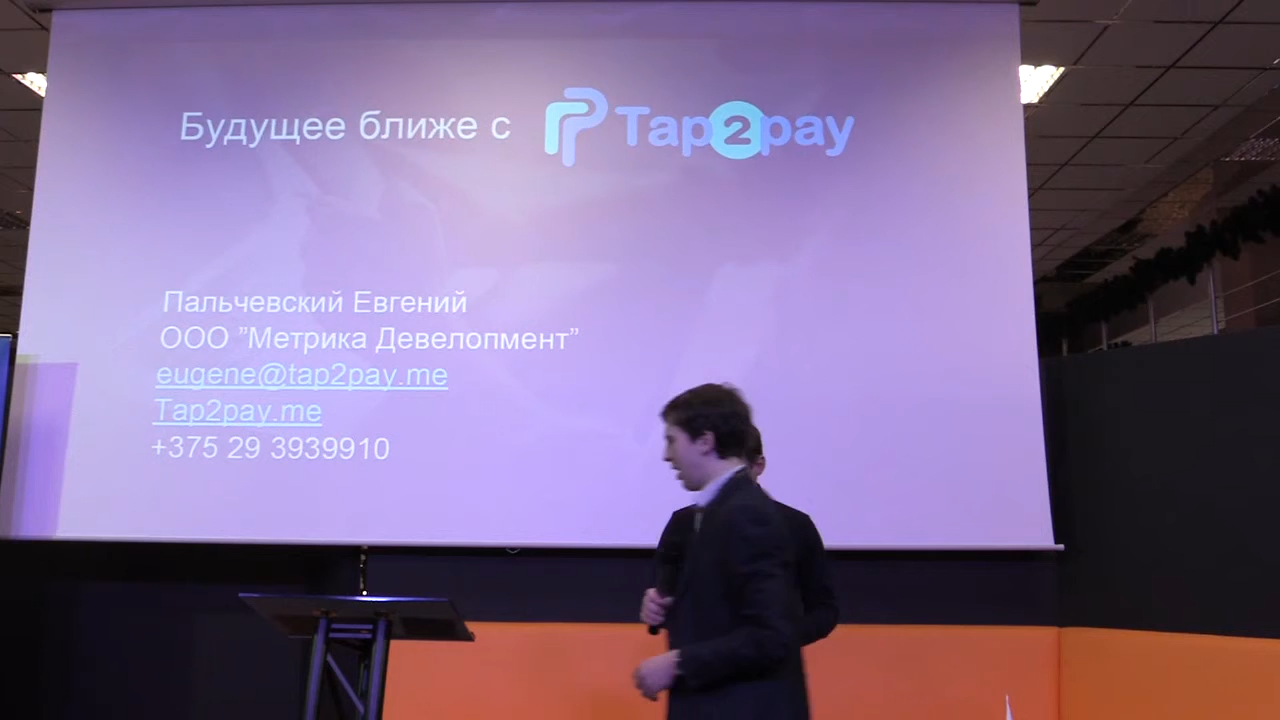 Будущее ближе с Tap2pay
Пальчевский Евгений
ООО ”Метрика Девелопмент”
eugene@tap2pay.me
Tap2pay.me
+375 29 3939910